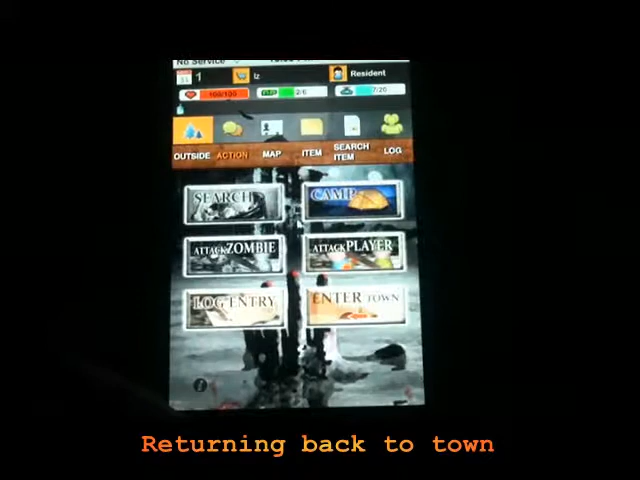 No Service
1 Iz Resident
100/100 2/6 7/20
OUTSIDE ACTION MAP ITEM SEARCH ITEM LOG
SEARCH CAMP
ATTACK ZOMBIE ATTACK PLAYER
LOG ENTRY ENTER TOWN
Returning back to town